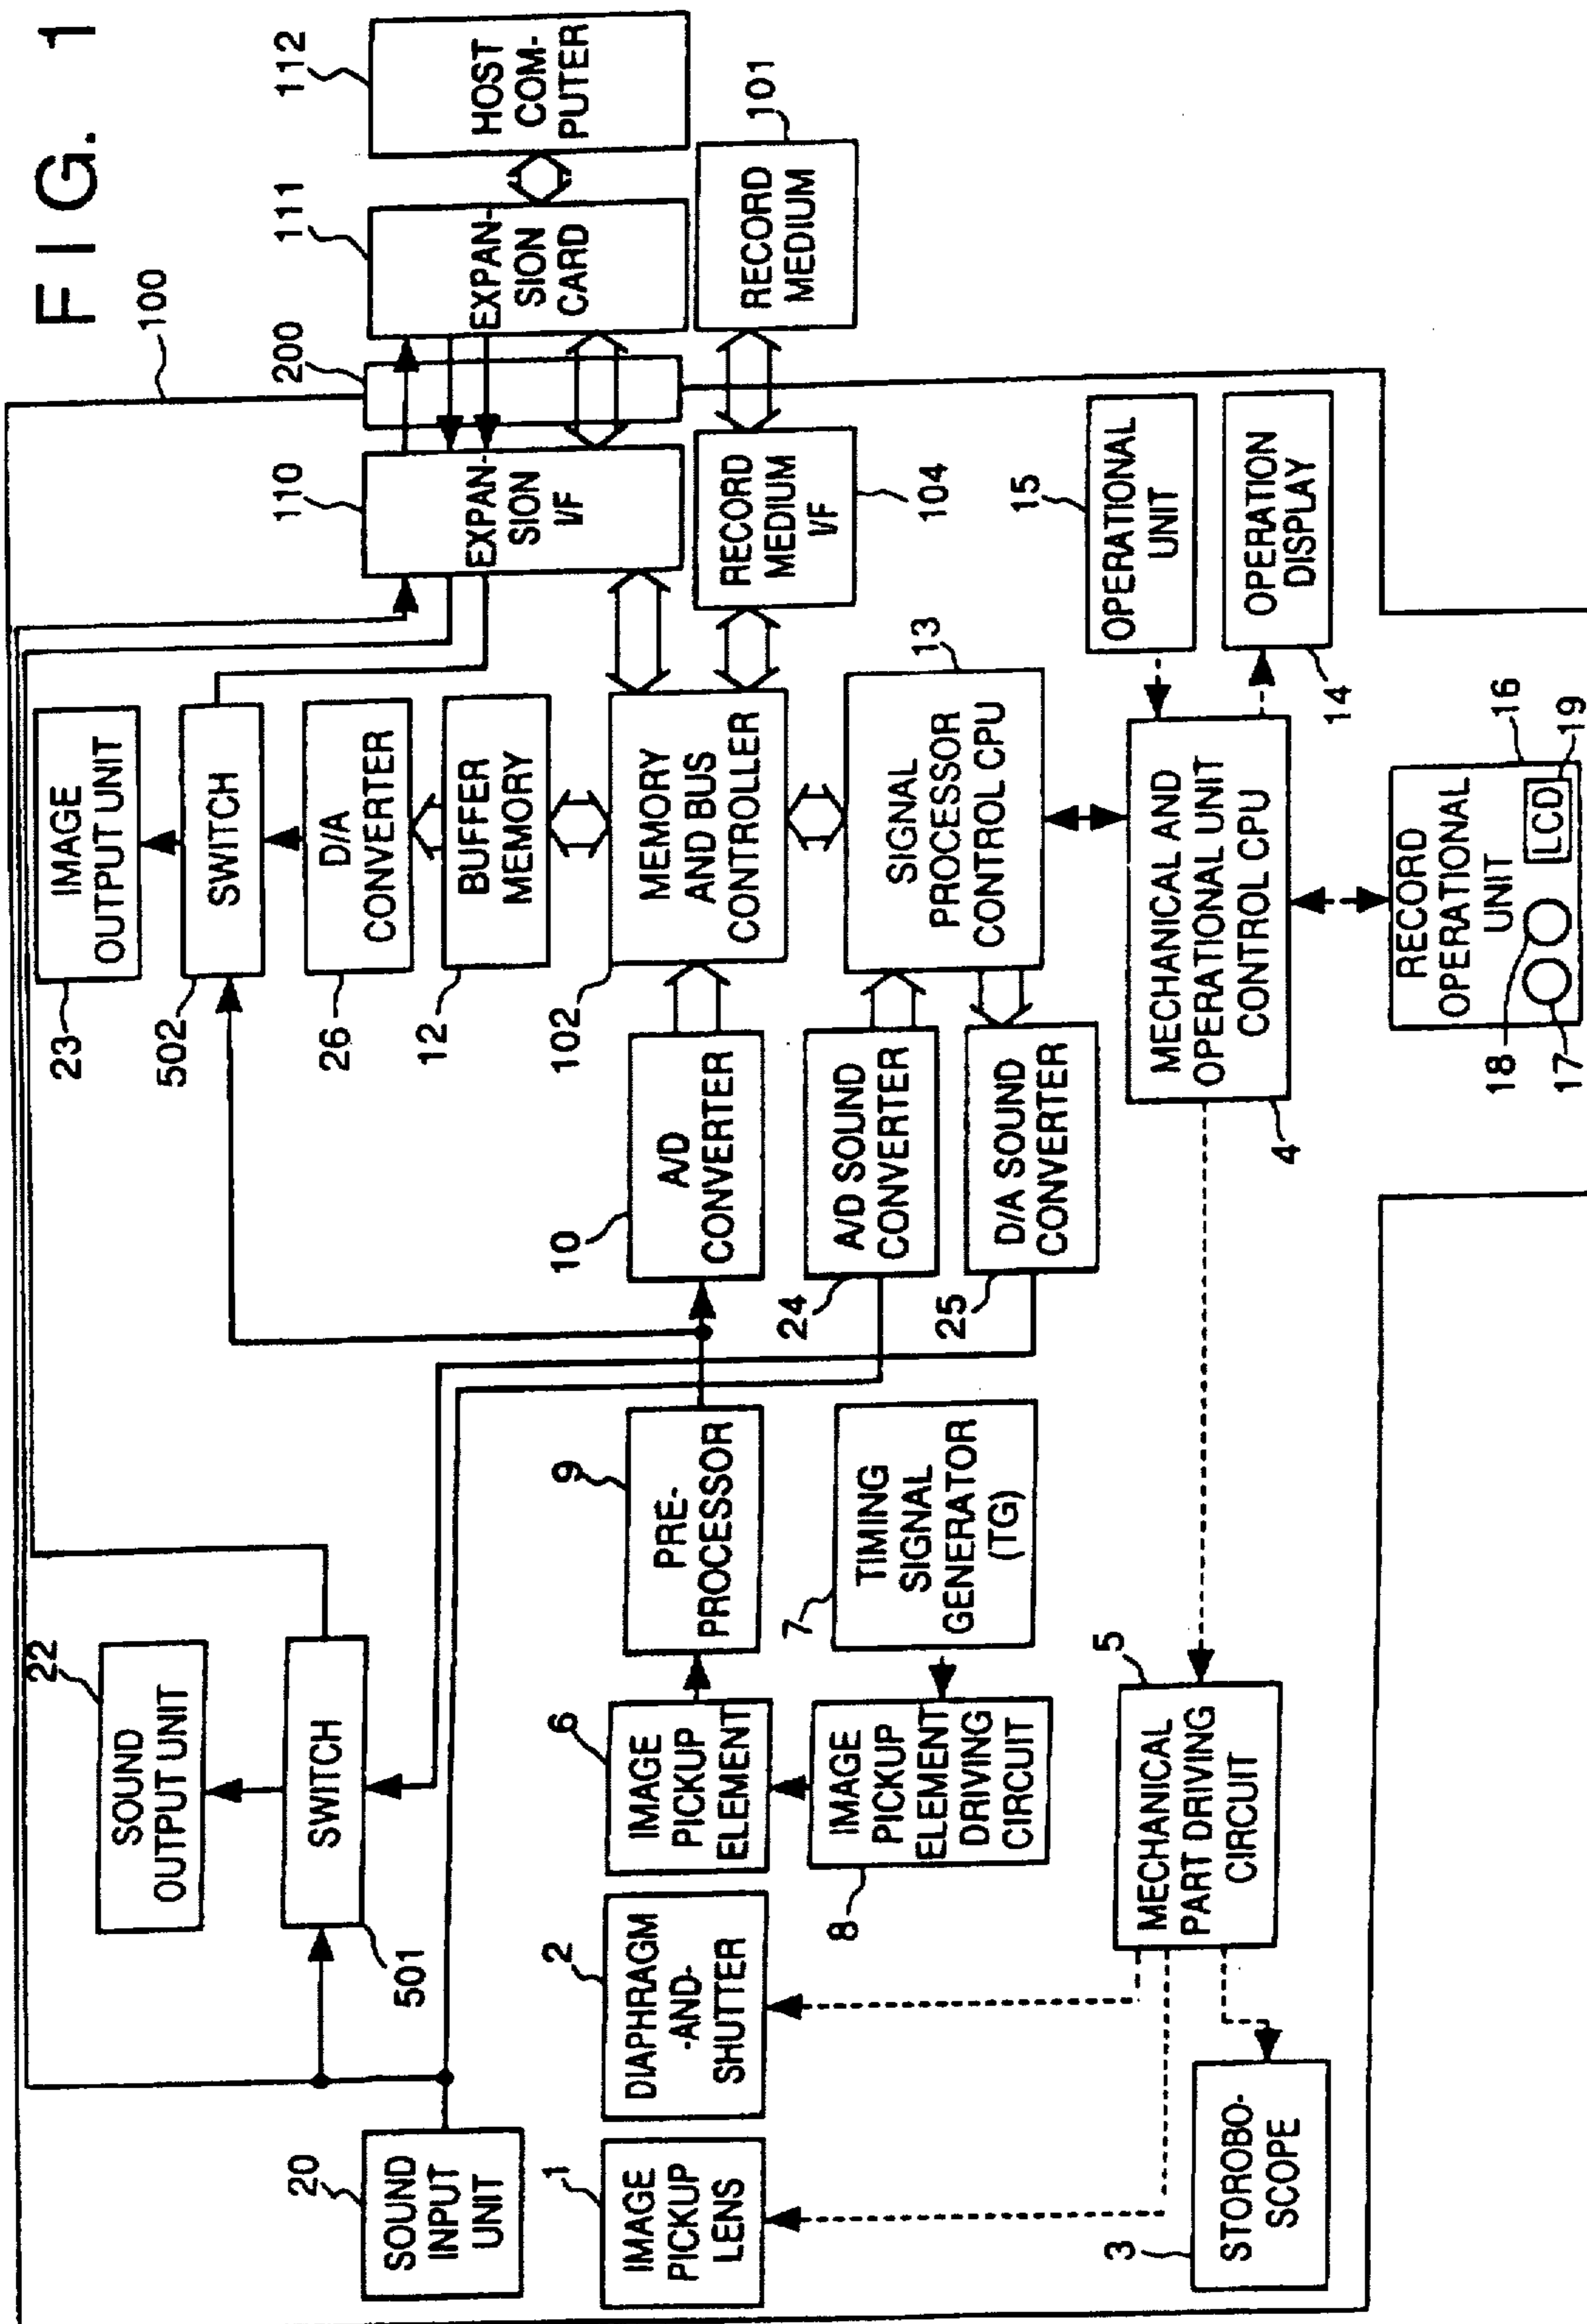 FIG. 1
100
20
SOUND
INPUT
UNIT
22
SOUND
OUTPUT UNIT
SWITCH
501
23
IMAGE
OUTPUT UNIT
502
SWITCH
26
D/A
CONVERTER
12
BUFFER
MEMORY
102
MEMORY
AND BUS
CONTROLLER
110
EXPAN-
SION
I/F
200
111
EXPAN-
SION
CARD
112
HOST
COM-
PUTER
101
RECORD
MEDIUM
RECORD
MEDIUM
I/F
104
1
IMAGE
PICKUP
LENS
2
DIAPHRAGM
-AND-
SHUTTER
6
IMAGE
PICKUP
ELEMENT
9
PRE-
PROCESSOR
10
A/D
CONVERTER
8
IMAGE
PICKUP
ELEMENT
DRIVING
CIRCUIT
7
TIMING
SIGNAL
GENERATOR
(TG)
24
A/D SOUND
CONVERTER
25
D/A SOUND
CONVERTER
13
SIGNAL
PROCESSOR
CONTROL CPU
15
OPERATIONAL
UNIT
OPERATION
DISPLAY
14
3
STOROBO-
SCOPE
5
MECHANICAL
PART DRIVING
CIRCUIT
4
MECHANICAL AND
OPERATIONAL UNIT
CONTROL CPU
16
RECORD
OPERATIONAL
UNIT
LCD
19
18
17